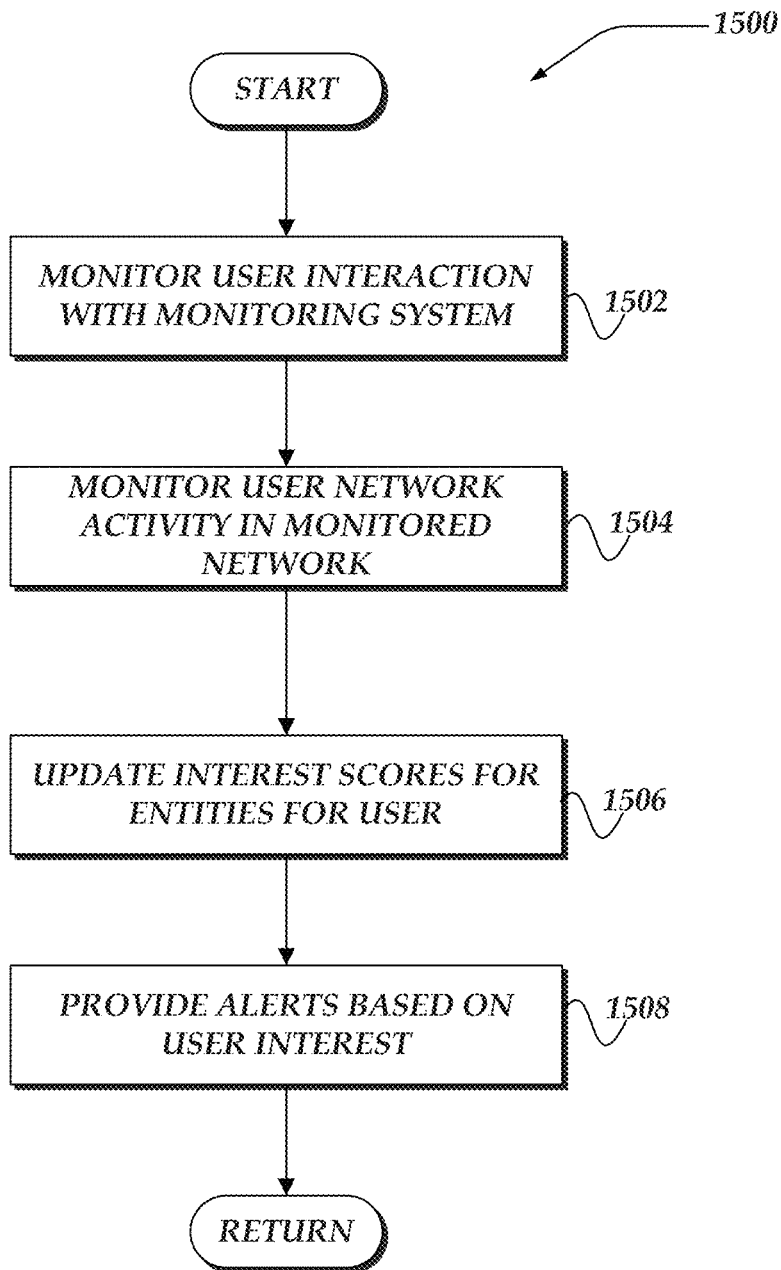 1500
START
MONITOR USER INTERACTION
WITH MONITORING SYSTEM
1502
MONITOR USER NETWORK
ACTIVITY IN MONITORED
NETWORK
1504
UPDATE INTEREST SCORES FOR
ENTITIES FOR USER
1506
PROVIDE ALERTS BASED ON
USER INTEREST
1508
RETURN